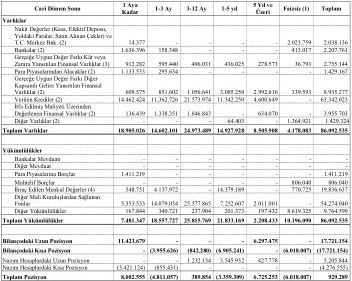 Cari Dönem Sonu 1 Aya Kadar 1-3 Ay 3-12 Ay 1-5 yıl 5 Yıl ve Üzeri Faizsiz (1) Toplam
Varlıklar
Nakit Değerler (Kasa, Efektif Deposu,
Yoldaki Paralar, Satın Alınan Çekler) ve
T.C. Merkez Bnk. (2) 14.377 - - - - 2.023.759 2.038.136
Bankalar (2) 1.636.396 158.348 - - - 413.017 2.207.761
Gerçeğe Uygun Değer Farkı Kâr veya
Zarara Yansıtılan Finansal Varlıklar (3) 912.282 595.440 496.031 436.025 278.573 36.793 2.755.144
Para Piyasalarından Alacaklar (2) 1.133.533 295.634 - - - - 1.429.167
Gerçeğe Uygun Değer Farkı Diğer
Kapsamlı Gelire Yansıtılan Finansal
Varlıklar (2) 609.575 851.602 1.056.641 3.085.250 2.992.616 339.593 8.935.277
Verilen Krediler (2) 14.462.424 11.362.726 21.573.974 11.342.250 4.600.649 - 63.342.023
İtfa Edilmiş Maliyeti Üzerinden
Değerlenen Finansal Varlıklar (2) 136.439 1.338.351 1.846.843 - 634.070 - 3.955.703
Diğer Varlıklar (2) - - - 64.403 - 1.364.921 1.429.324
Toplam Varlıklar 18.905.026 14.602.101 24.973.489 14.927.928 8.505.908 4.178.083 86.092.535
Yükümlülükler
Bankalar Mevduatı - - - - - - -
Diğer Mevduat - - - - - - -
Para Piyasalarına Borçlar 1.411.219 - - - - - 1.411.219
Muhtelif Borçlar - - - - - 806.040 806.040
İhraç Edilen Menkul Değerler (4) 548.751 4.137.972 - 14.379.189 - 770.725 19.836.637
Diğer Mali Kuruluşlardan Sağlanan
Fonlar 5.353.533 14.079.034 25.577.865 7.252.607 2.011.001 - 54.274.040
Diğer Yükümlülükler 167.844 340.721 237.904 201.373 197.432 8.619.325 9.764.599
Toplam Yükümlülükler 7.481.347 18.557.727 25.815.769 21.833.169 2.208.433 10.196.090 86.092.535
Bilançodaki Uzun Pozisyon 11.423.679 - - - 6.297.475 - 17.721.154
Bilançodaki Kısa Pozisyon - (3.955.626) (842.280) (6.905.241) - (6.018.007) (17.721.154)
Nazım Hesaplardaki Uzun Pozisyon - - 1.232.134 3.545.932 427.778 - 5.205.844
Nazım Hesaplardaki Kısa Pozisyon (3.421.124) (855.431) - - - - (4.276.555)
Toplam Pozisyon 8.002.555 (4.811.057) 389.854 (3.359.309) 6.725.253 (6.018.007) 929.289